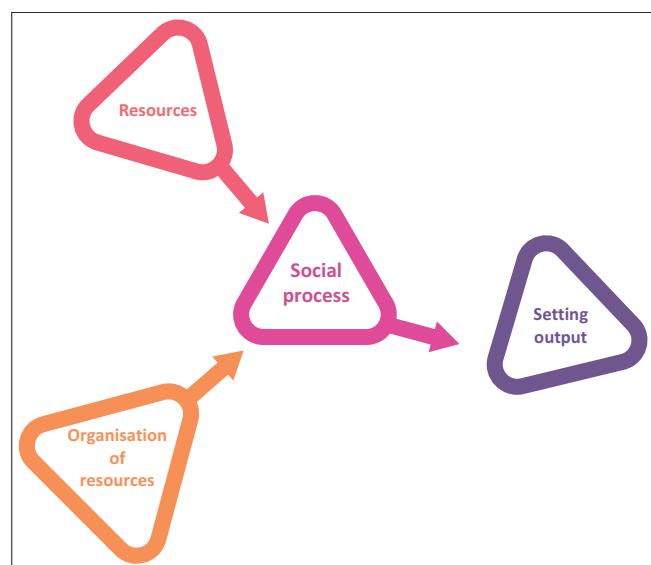 Resources
Social
process
Setting
output
Organisation
of
resources